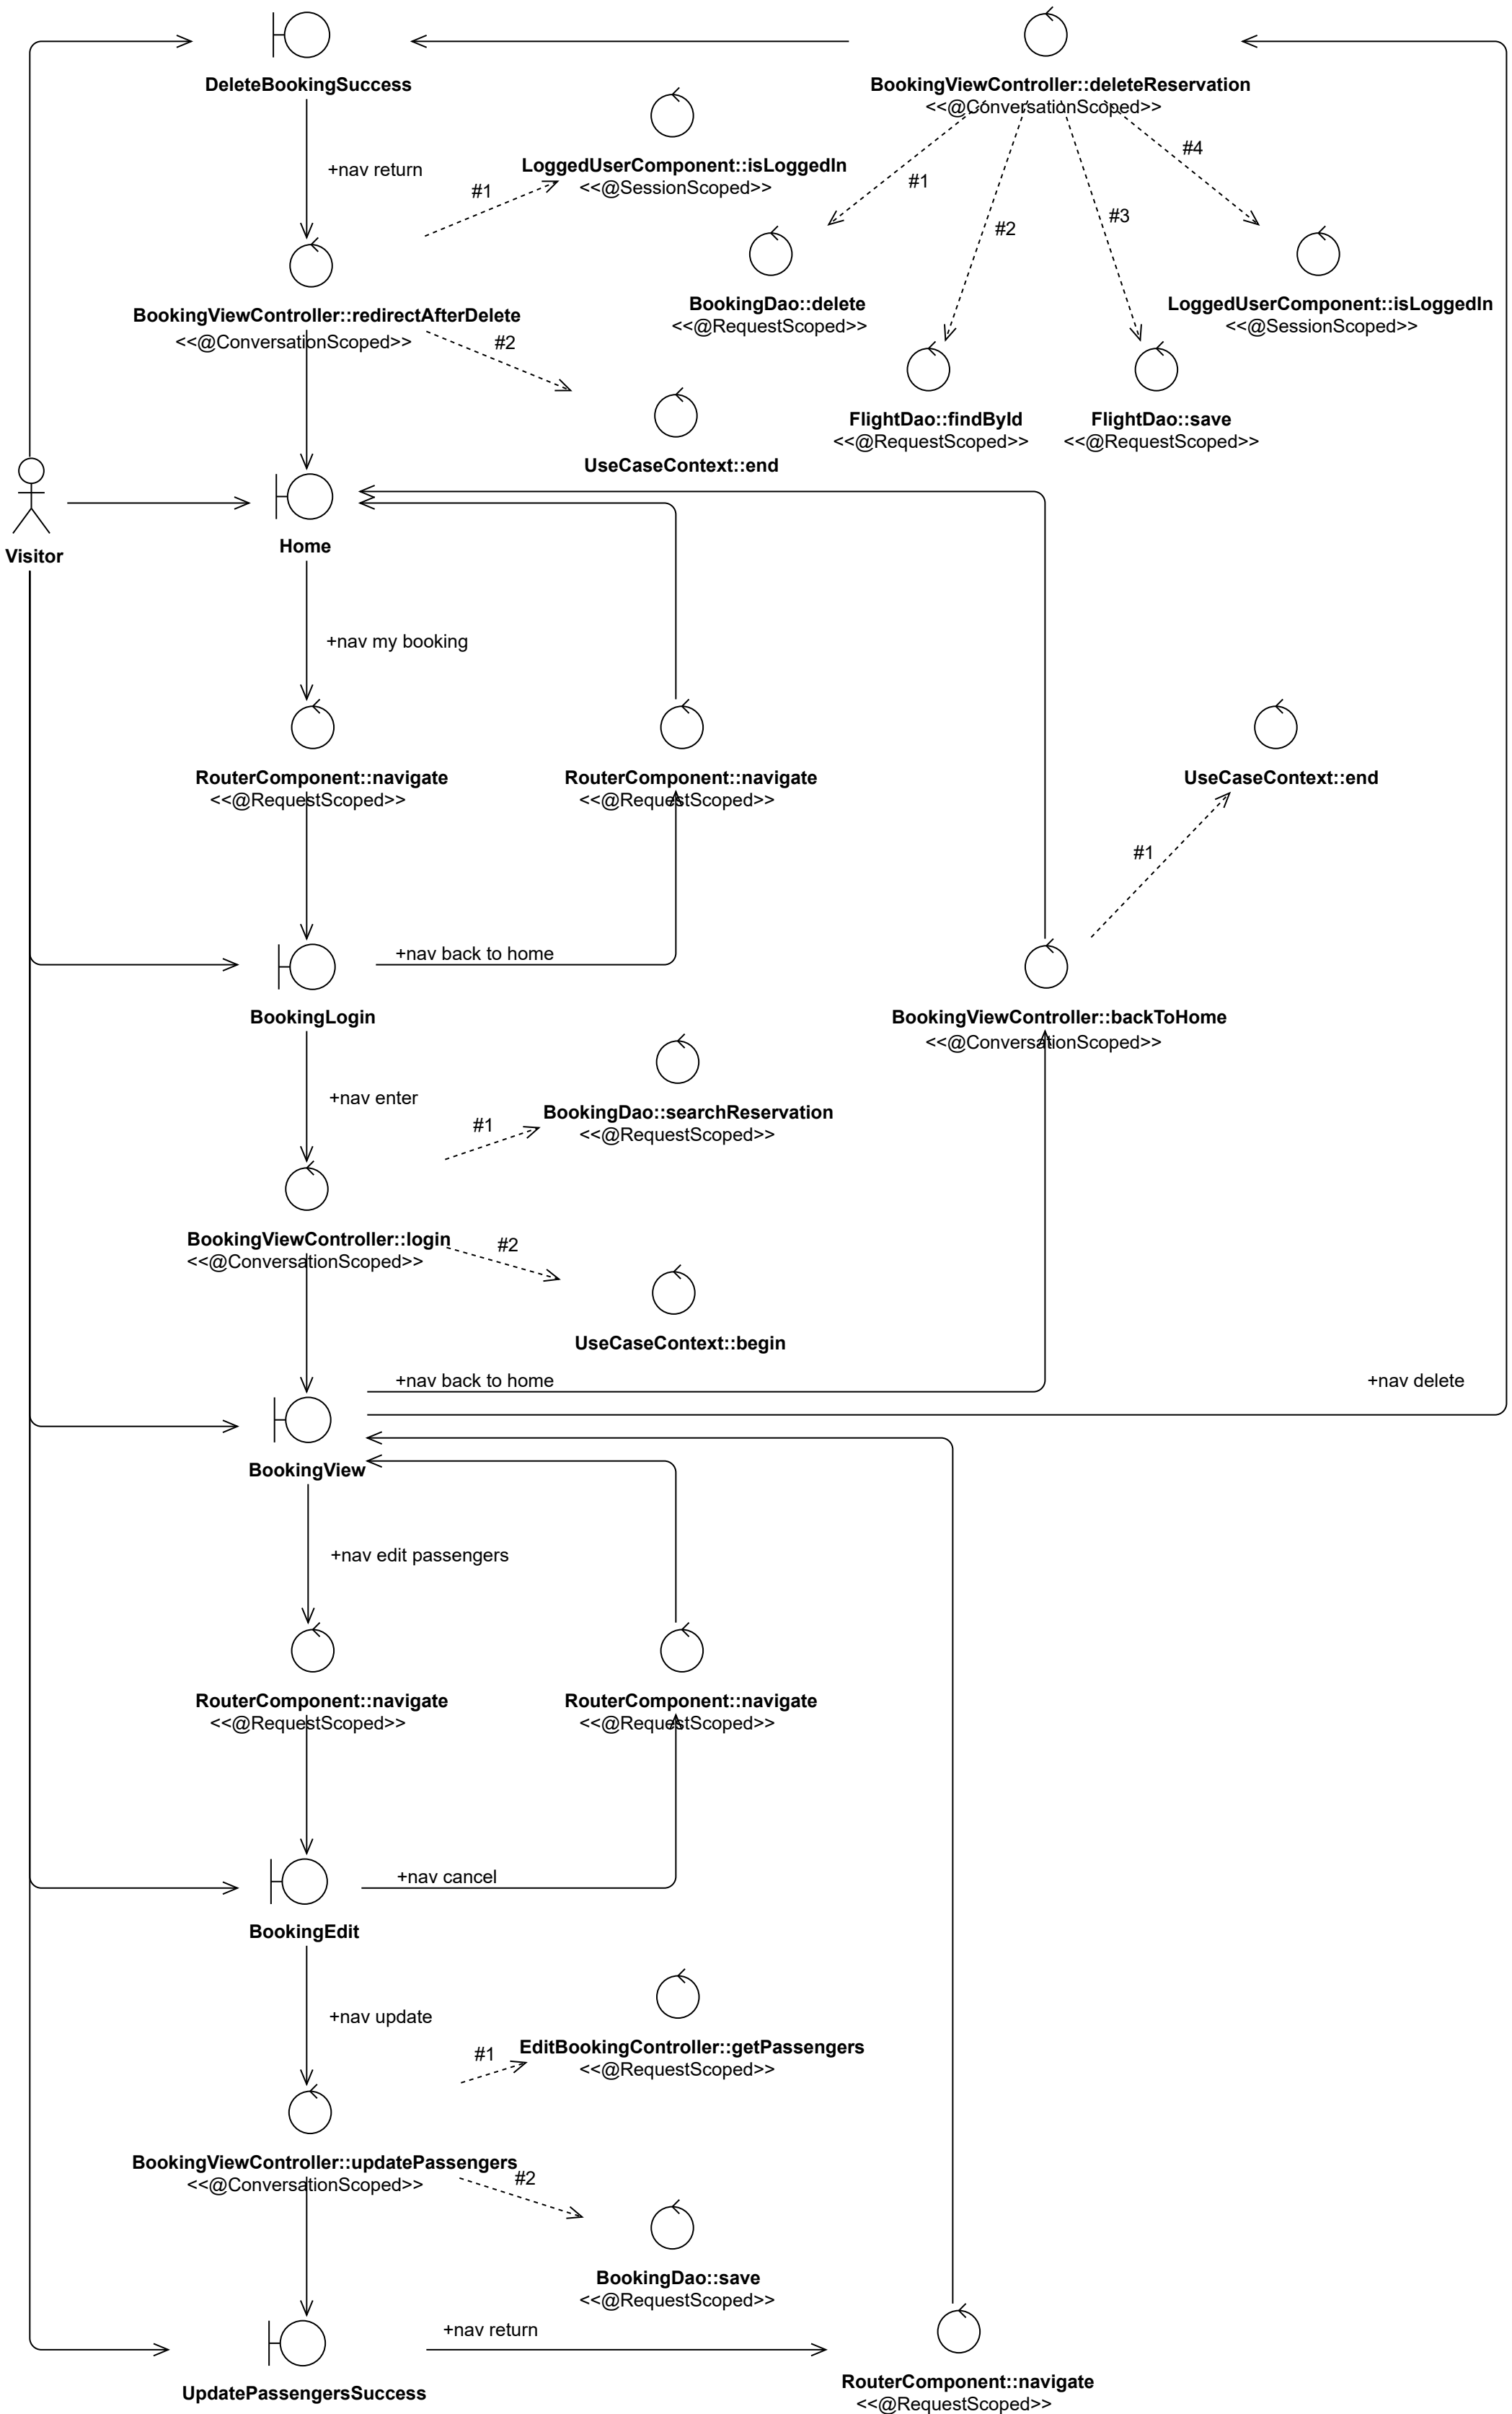 DeleteBookingSuccess
BookingViewController::deleteReservation
<<@ConversationScoped>>
+nav return
#1
LoggedUserComponent::isLoggedIn
<<@SessionScoped>>
#1
#2
#3
#4
BookingViewController::redirectAfterDelete
<<@ConversationScoped>>
#2
BookingDao::delete
<<@RequestScoped>>
LoggedUserComponent::isLoggedIn
<<@SessionScoped>>
FlightDao::findById
<<@RequestScoped>>
FlightDao::save
<<@RequestScoped>>
UseCaseContext::end
Visitor
Home
+nav my booking
RouterComponent::navigate
<<@RequestScoped>>
RouterComponent::navigate
<<@RequestScoped>>
UseCaseContext::end
#1
+nav back to home
BookingLogin
BookingViewController::backToHome
<<@ConversationScoped>>
+nav enter
#1
BookingDao::searchReservation
<<@RequestScoped>>
BookingViewController::login
<<@ConversationScoped>>
#2
UseCaseContext::begin
+nav back to home
+nav delete
BookingView
+nav edit passengers
RouterComponent::navigate
<<@RequestScoped>>
RouterComponent::navigate
<<@RequestScoped>>
+nav cancel
BookingEdit
+nav update
#1
EditBookingController::getPassengers
<<@RequestScoped>>
BookingViewController::updatePassengers
<<@ConversationScoped>>
#2
BookingDao::save
<<@RequestScoped>>
+nav return
UpdatePassengersSuccess
RouterComponent::navigate
<<@RequestScoped>>